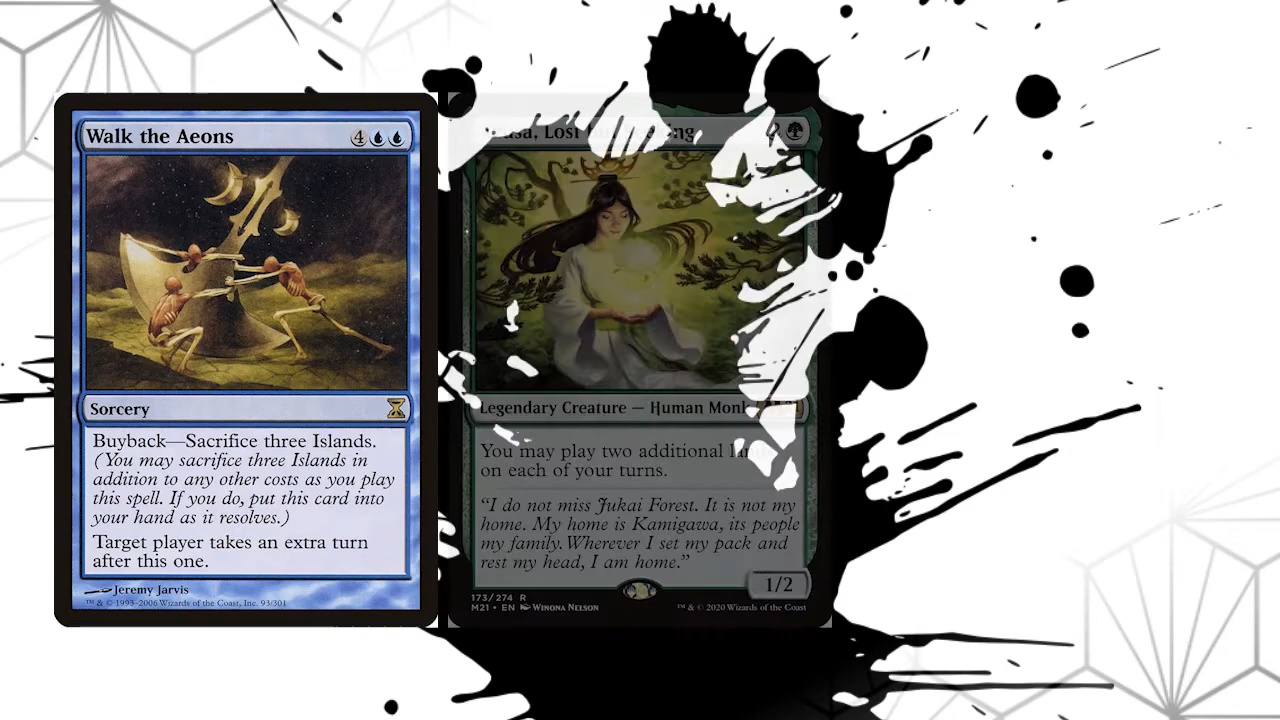 Walk the Aeons
4
Sorcery
Buyback—Sacrifice three Islands.
(You may sacrifice three Islands in
addition to any other costs as you play
this spell. If you do, put this card into
your hand as it resolves.)
Target player takes an extra turn
after this one.
Jeremy Jarvis
™ & © 1993-2006 Wizards of the Coast, Inc. 93/301
Lost
2
Legendary Creature — Human Monk
You may play two additional
on each of your turns.
“I do not miss Jukai Forest. It is not my
home. My home is Kamigawa, its people
my family. Wherever I set my pack and
rest my head, I am home.”
1/2
173/274 R
M21 • EN Winona Nelson
™ & © 2020 Wizards of the Coast